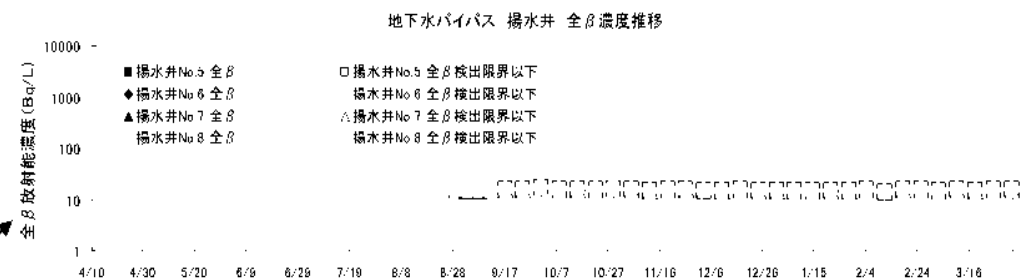 地下水バイパス 揚水井 全β濃度推移
全β放射能濃度(Bq/L)
10000
1000
100
10
1
■揚水井No.5 全β □揚水井No.5 全β検出限界以下
◆揚水井No.6 全β 揚水井No.6 全β検出限界以下
▲揚水井No.7 全β △揚水井No.7 全β検出限界以下
揚水井No.8 全β 揚水井No.8 全β検出限界以下
4/10 4/30 5/20 6/9 6/29 7/19 8/8 8/28 9/17 10/7 10/27 11/16 12/6 12/26 1/15 2/4 2/24 3/16